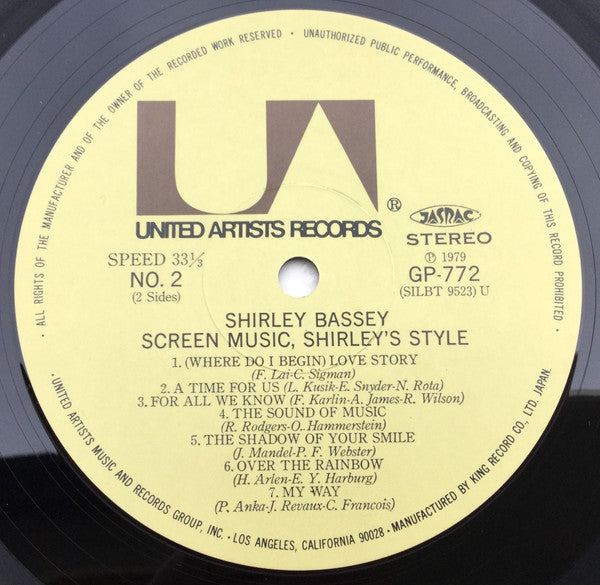 ALL RIGHTS OF THE MANUFACTURER AND OF THE OWNER OF THE RECORDED WORK RESERVED • UNAUTHORIZED PUBLIC PERFORMANCE, BROADCASTING AND COPYING OF THIS RECORD PROHIBITED •
UA
UNITED ARTISTS RECORDS ®
JASRAC
SPEED 33⅓
STEREO
NO. 2
℗ 1979
(2 Sides)
GP-772
(SILBT 9523) U
SHIRLEY BASSEY
SCREEN MUSIC, SHIRLEY'S STYLE
1. (WHERE DO I BEGIN) LOVE STORY
(F. Lai-C. Sigman)
2. A TIME FOR US (L. Kusik-E. Snyder-N. Rota)
3. FOR ALL WE KNOW (F. Karlin-A. James-R. Wilson)
4. THE SOUND OF MUSIC
(R. Rodgers-O. Hammerstein)
5. THE SHADOW OF YOUR SMILE
(J. Mandel-P. F. Webster)
6. OVER THE RAINBOW
(H. Arlen-E. Y. Harburg)
7. MY WAY
(P. Anka-J. Revaux-C. Francois)
• UNITED ARTISTS MUSIC AND RECORDS GROUP, INC. • LOS ANGELES, CALIFORNIA 90028 • MANUFACTURED BY KING RECORD CO., LTD. JAPAN.